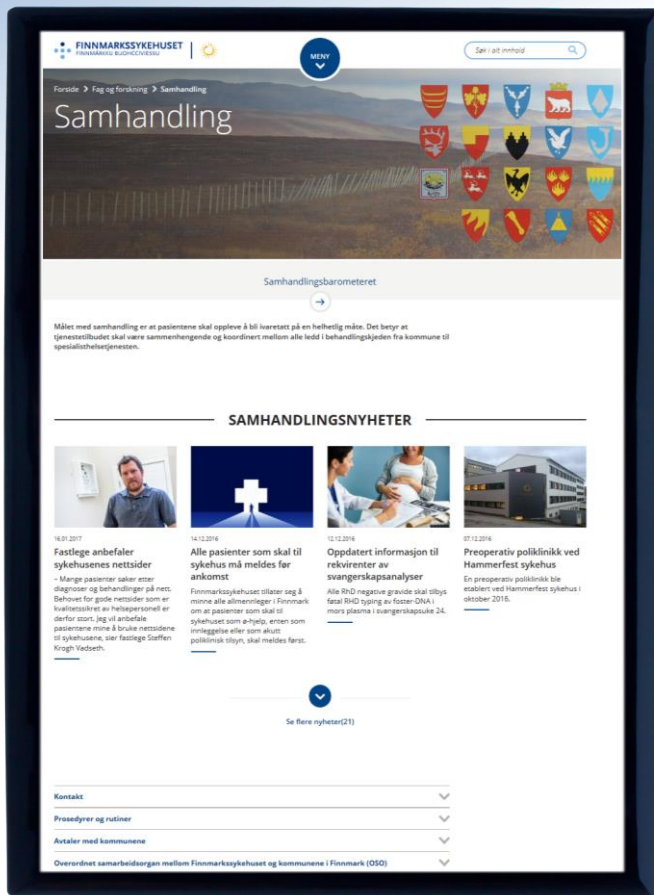 FINNMARKSSYKEHUSET
FINNMÁRKKU BUOHCCIVIESSU
MENY
Søk i alt innhold
Forside > Fag og forskning > Samhandling
Samhandling
Samhandlingsbarometeret
Målet med samhandling er at pasientene skal oppleve å bli ivaretatt på en helhetlig måte. Det betyr at
tjenestetilbudet skal være sammenhengende og koordinert mellom alle ledd i behandlingskjeden fra kommune til
spesialisthelsetjenesten.
SAMHANDLINGSNYHETER
16.01.2017
Fastlege anbefaler
sykehusenes nettsider
– Mange pasienter søker etter
diagnoser og behandlinger på nett.
Behovet for gode nettsider som er
kvalitetssikret av helsepersonell er
derfor stort. Jeg vil anbefale
pasientene mine å bruke nettsidene
til sykehusene, sier fastlege Steffen
Krogh Vadseth.
14.12.2016
Alle pasienter som skal til
sykehus må meldes før
ankomst
Finnmarkssykehuset tillater seg å
minne alle allmennleger i Finnmark
om at pasienter som skal til
sykehuset som ø-hjelp, enten som
innleggelse eller som akutt
poliklinisk tilsyn, skal meldes først.
12.12.2016
Oppdatert informasjon til
rekvirenter av
svangerskapsanalyser
Alle RhD negative gravide skal tilbys
føtal RHD typing av foster-DNA i
mors plasma i svangerskapsuke 24.
07.12.2016
Preoperativ poliklinikk ved
Hammerfest sykehus
En preoperativ poliklinikk ble
etablert ved Hammerfest sykehus i
oktober 2016.
Se flere nyheter(21)
Kontakt
Prosedyrer og rutiner
Avtaler med kommunene
Overordnet samarbeidsorgan mellom Finnmarkssykehuset og kommunene i Finnmark (OSO)